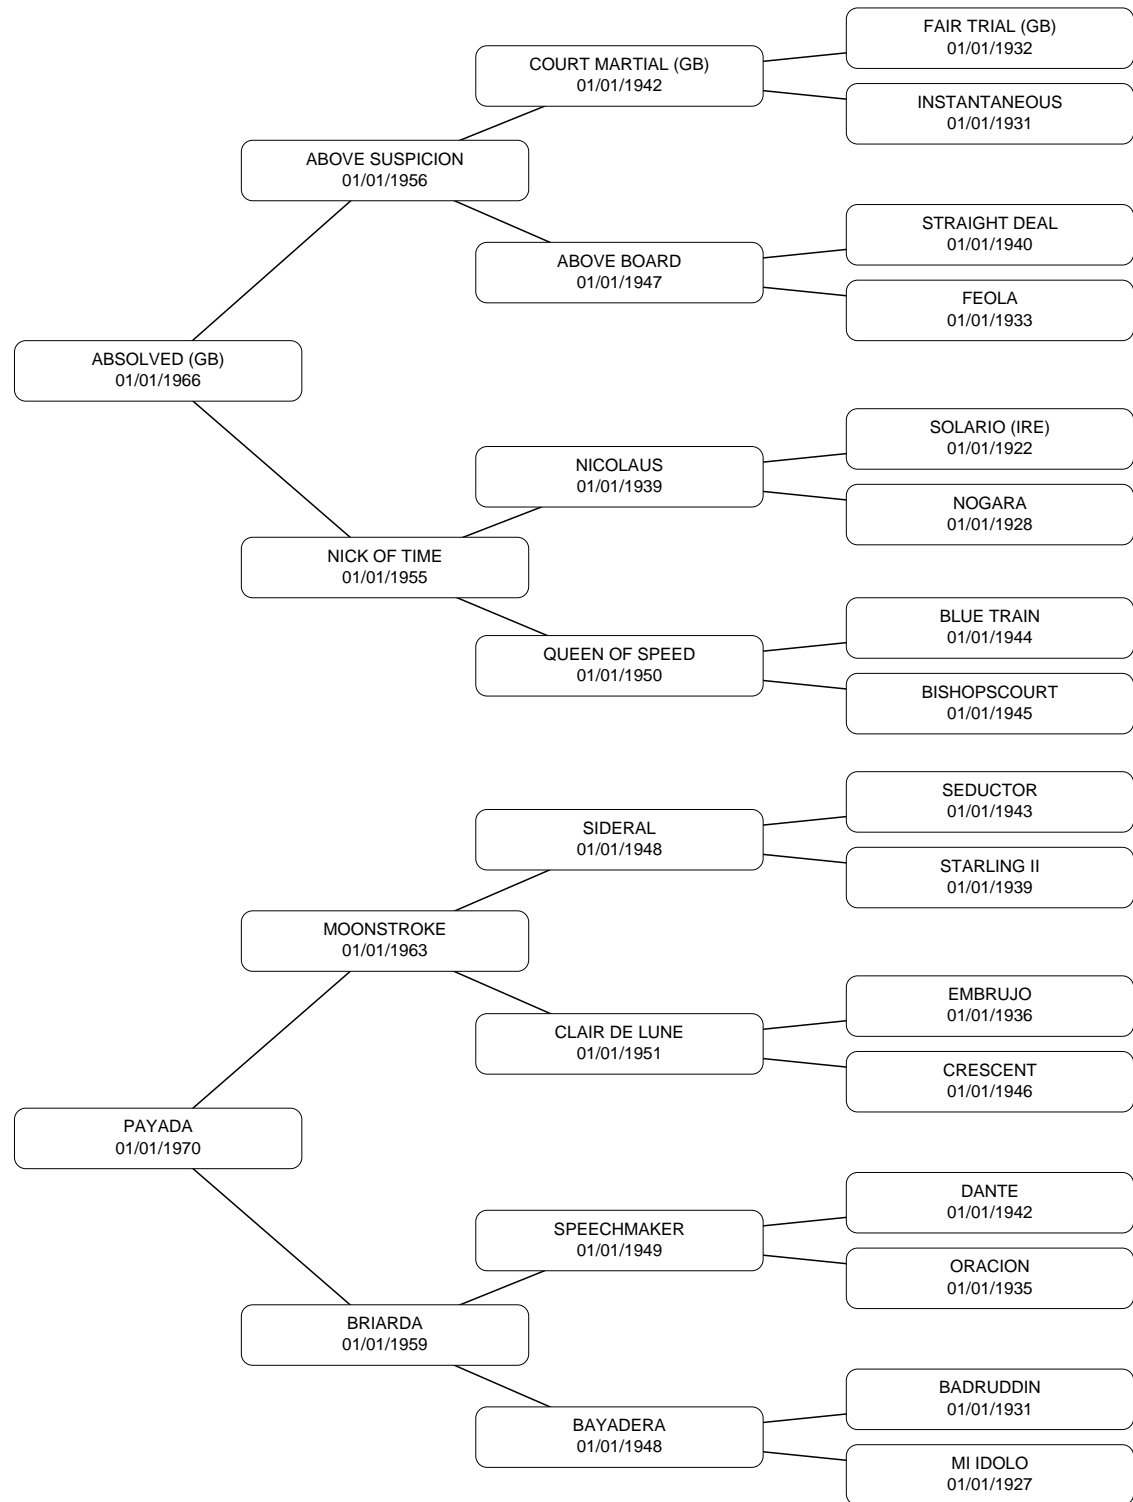 FAIR TRIAL (GB)
01/01/1932
COURT MARTIAL (GB)
01/01/1942
INSTANTANEOUS
01/01/1931
ABOVE SUSPICION
01/01/1956
STRAIGHT DEAL
01/01/1940
ABOVE BOARD
01/01/1947
FEOLA
01/01/1933
ABSOLVED (GB)
01/01/1966
SOLARIO (IRE)
01/01/1922
NICOLAUS
01/01/1939
NOGARA
01/01/1928
NICK OF TIME
01/01/1955
BLUE TRAIN
01/01/1944
QUEEN OF SPEED
01/01/1950
BISHOPSCOURT
01/01/1945
SEDUCTOR
01/01/1943
SIDERAL
01/01/1948
STARLING II
01/01/1939
MOONSTROKE
01/01/1963
EMBRUJO
01/01/1936
CLAIR DE LUNE
01/01/1951
CRESCENT
01/01/1946
PAYADA
01/01/1970
DANTE
01/01/1942
SPEECHMAKER
01/01/1949
ORACION
01/01/1935
BRIARDA
01/01/1959
BADRUDDIN
01/01/1931
BAYADERA
01/01/1948
MI IDOLO
01/01/1927